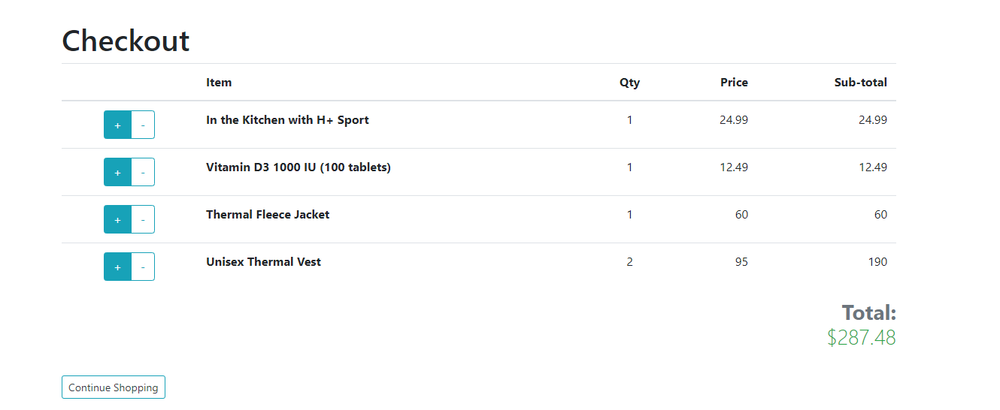 Checkout
Item Qty Price Sub-total
+ - In the Kitchen with H+ Sport 1 24.99 24.99
+ - Vitamin D3 1000 IU (100 tablets) 1 12.49 12.49
+ - Thermal Fleece Jacket 1 60 60
+ - Unisex Thermal Vest 2 95 190
Total:
$287.48
Continue Shopping